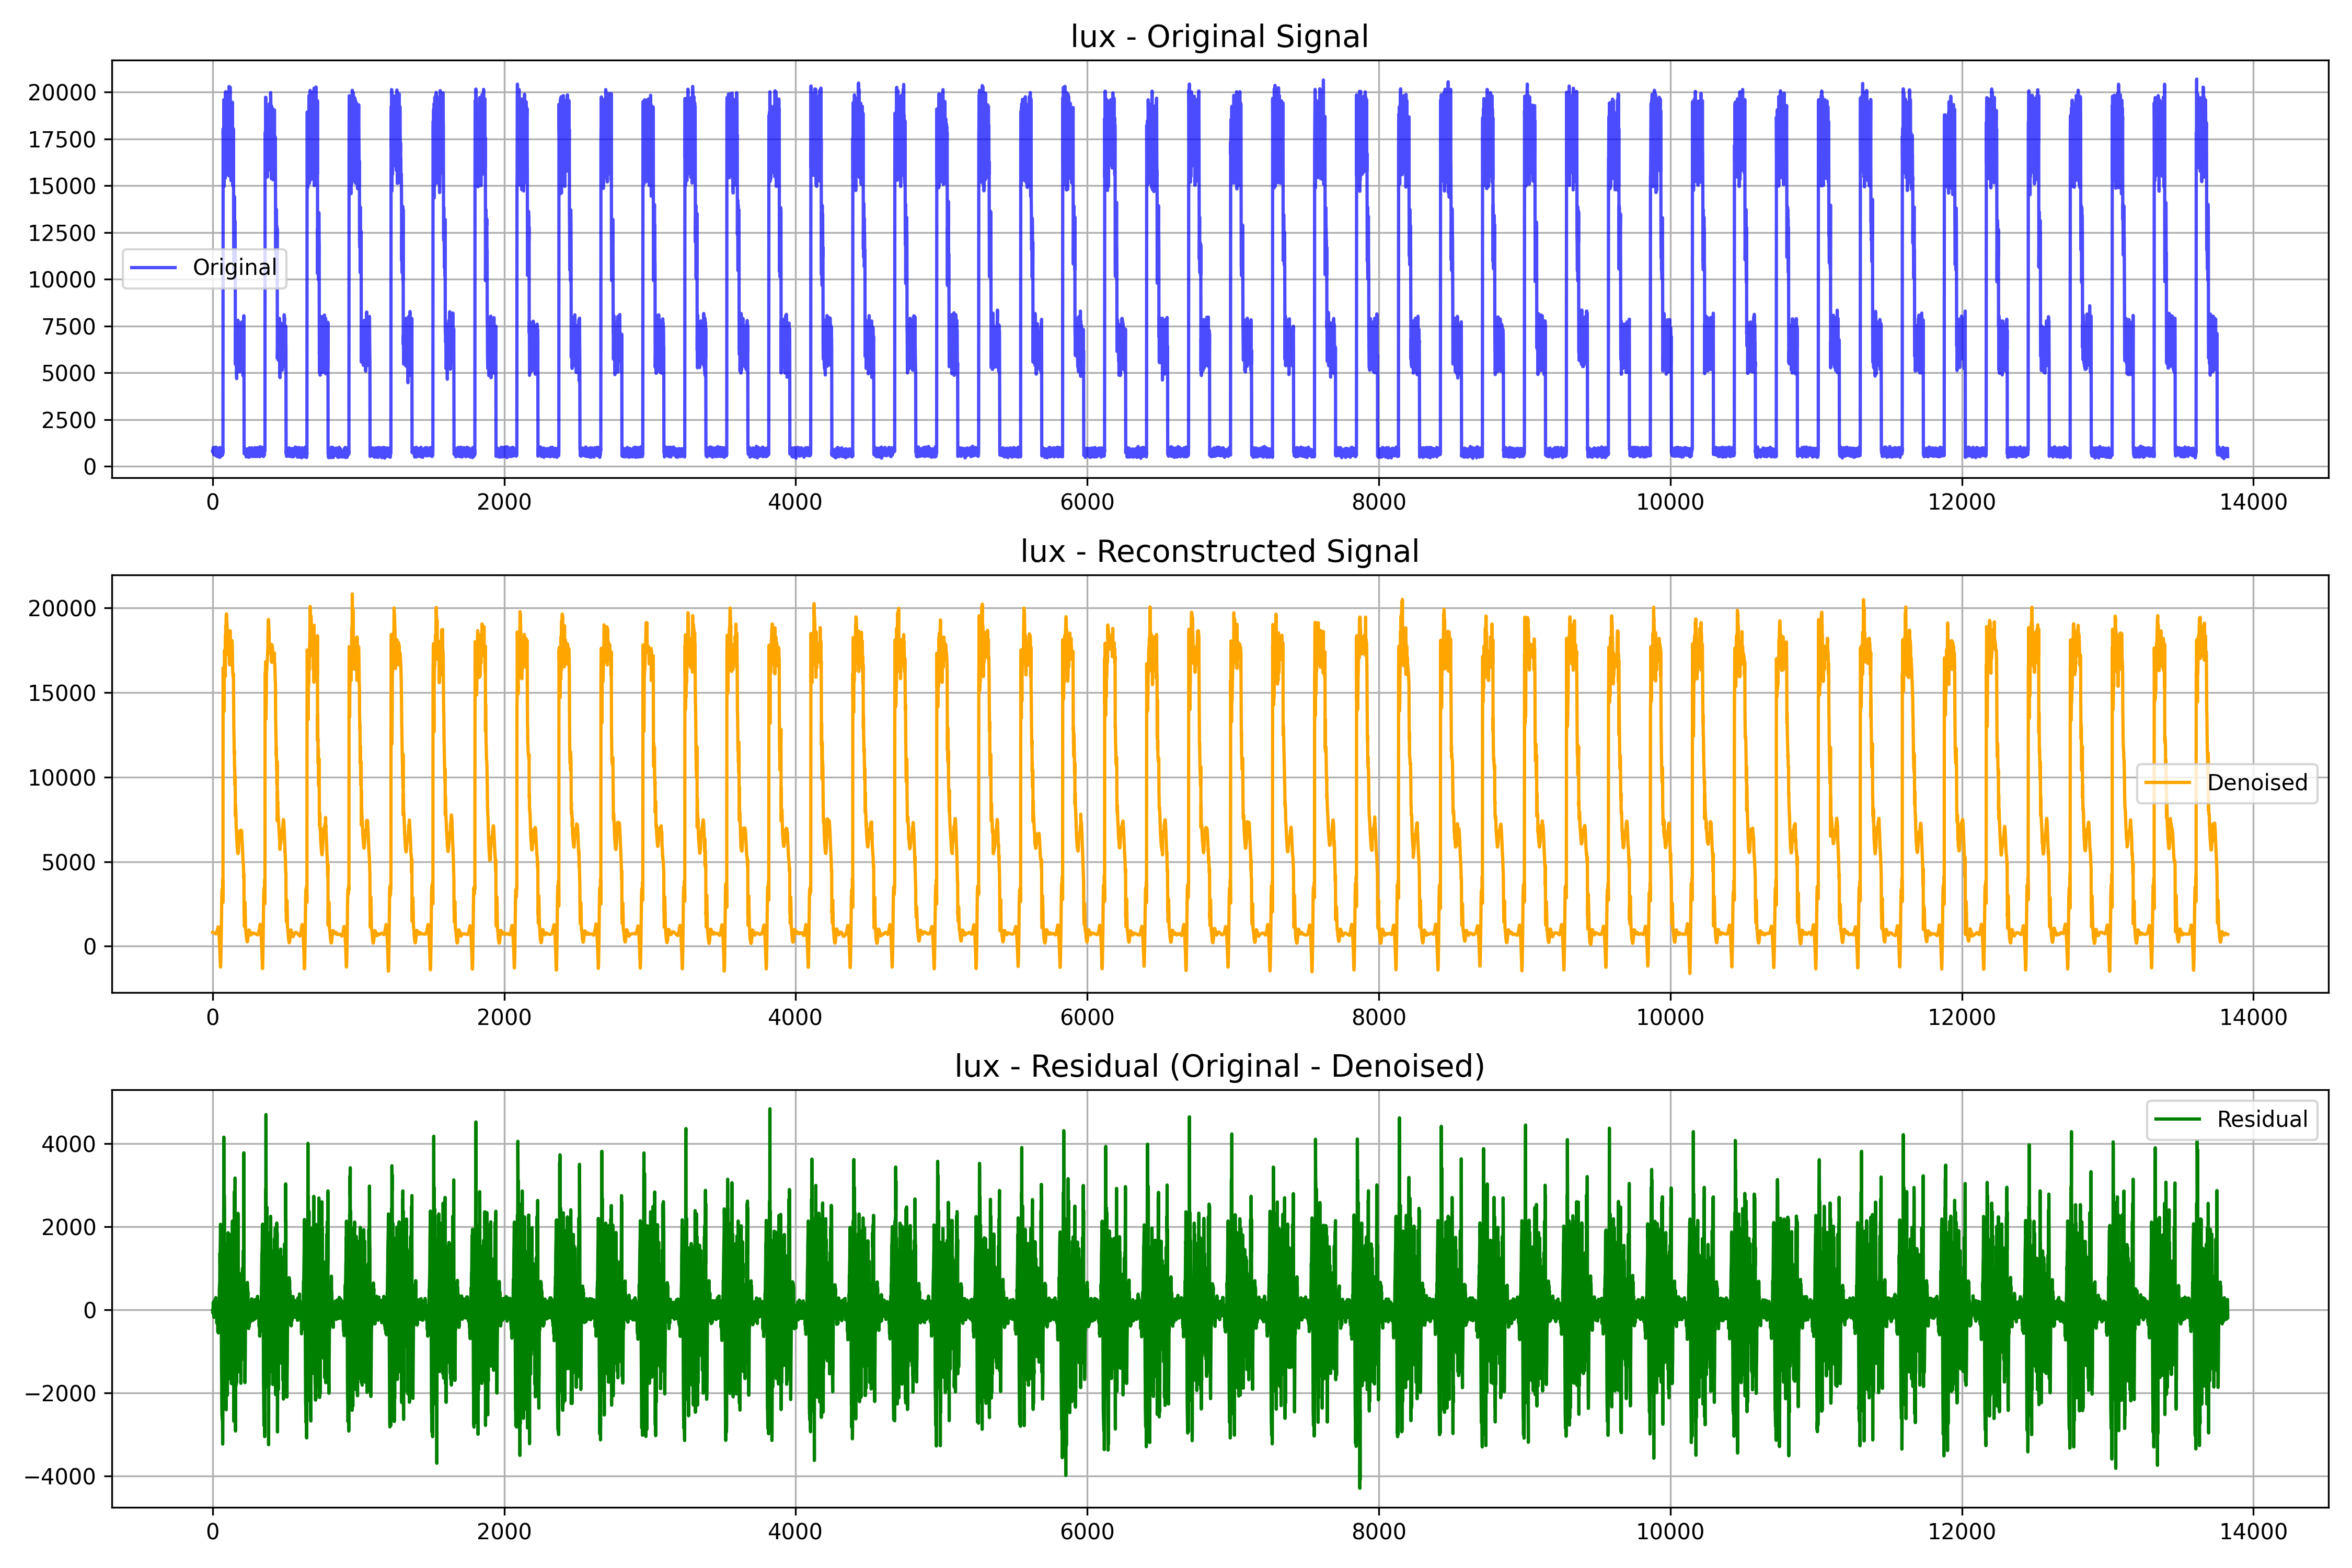 lux - Original Signal
20000
17500
15000
12500
10000
7500
5000
2500
0
Original
0 2000 4000 6000 8000 10000 12000 14000
lux - Reconstructed Signal
20000
15000
10000
5000
0
Denoised
0 2000 4000 6000 8000 10000 12000 14000
lux - Residual (Original - Denoised)
4000
2000
0
−2000
−4000
Residual
0 2000 4000 6000 8000 10000 12000 14000